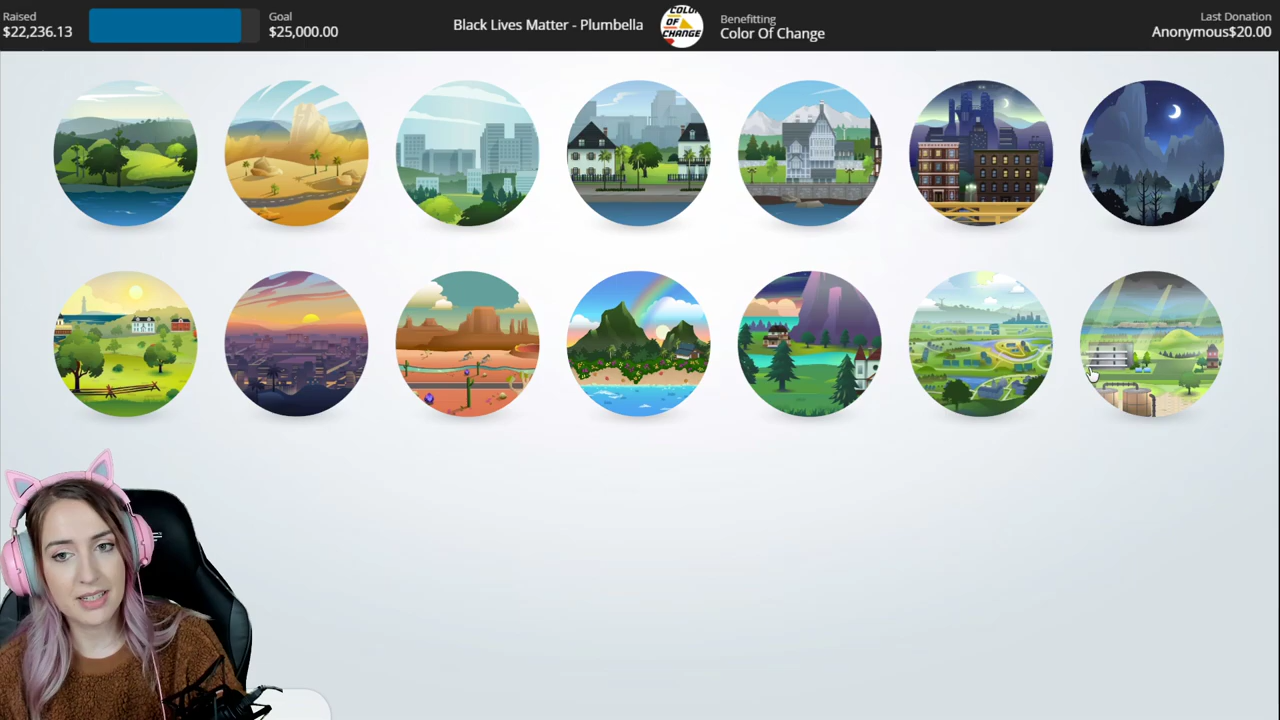 Raised
$22,236.13
Goal
$25,000.00
Black Lives Matter - Plumbella
COLOR
OF
CHANGE
Benefitting
Color Of Change
Last Donation
Anonymous$20.00